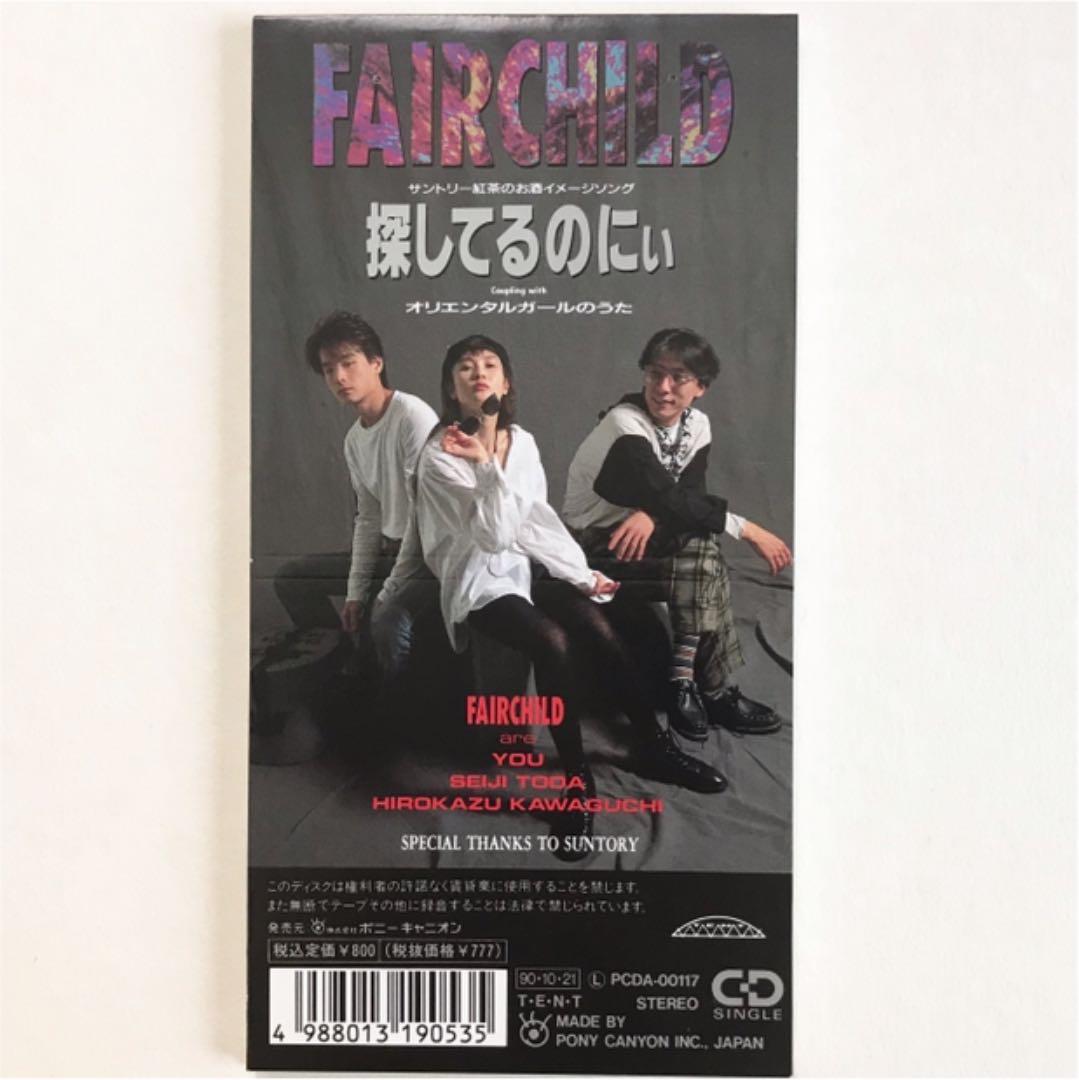 FAIRCHILD
サントリー紅茶のお酒イメージソング
探してるのにぃ
Coupling with
オリエンタルガールのうた
FAIRCHILD
are
YOU
SEIJI TODA
HIROKAZU KAWAGUCHI
SPECIAL THANKS TO SUNTORY
このディスクは権利者の許諾なく賃貸業に使用することを禁じます。
また無断でテープその他に録音することは法律で禁じられています。
発売元 株式会社ポニーキャニオン
税込定価¥800 (税抜価格¥777)
90・10・21 Ⓛ PCDA-00117
T・E・N・T STEREO
CD SINGLE
MADE BY
PONY CANYON INC., JAPAN
4 988013 190535